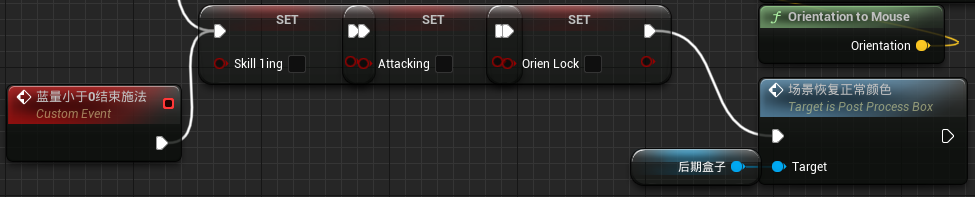 SET
SET
SET
Skill 1ing
Attacking
Orien Lock
蓝量小于0结束施法
Custom Event
Orientation to Mouse
Orientation
场景恢复正常颜色
Target is Post Process Box
后期盒子
Target